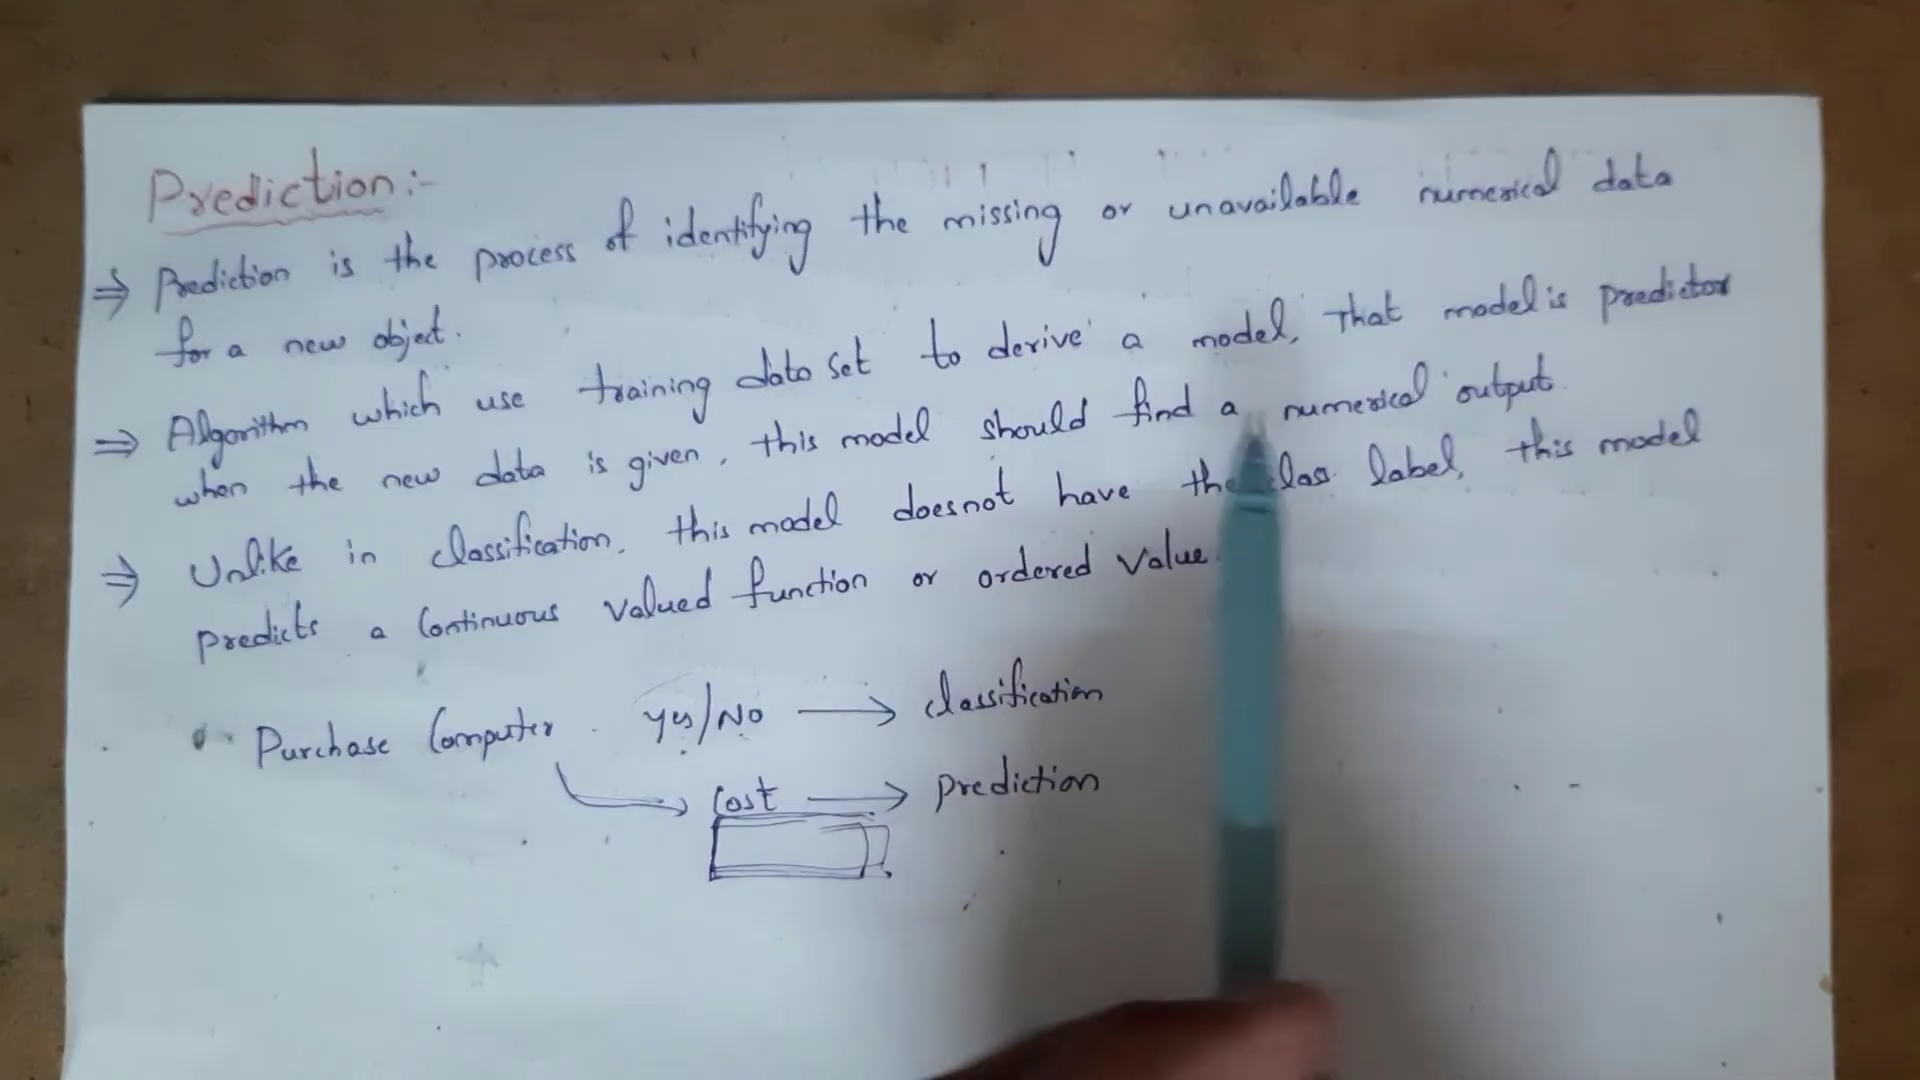 Prediction:-
⇒ Prediction is the process of identifying the missing or unavailable numerical data
for a new object.
⇒ Algorithm which use training data set to derive a model, That model is predictor
when the new data is given, this model should find a numerical output.
⇒ Unlike in classification, this model doesnot have the clas label, this model
predicts a Continuous Valued function or ordered Value.
Purchase Computer yes/No → classification
cost → prediction